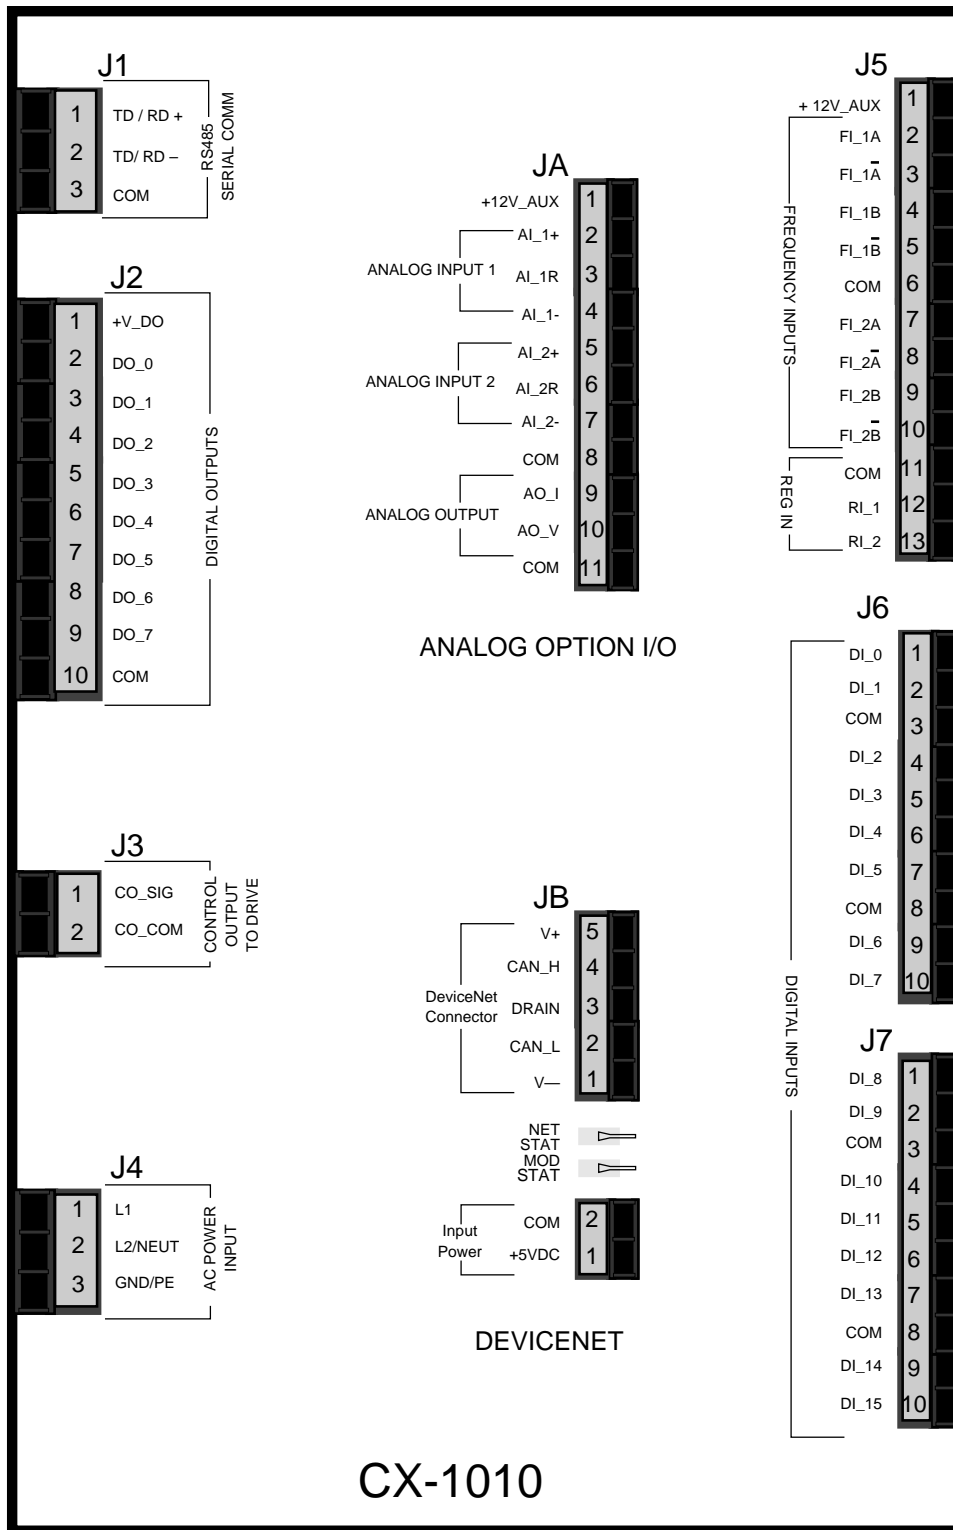 J1
1 TD / RD +
2 TD/ RD –
3 COM
RS485
SERIAL COMM
J2
1 +V_DO
2 DO_0
3 DO_1
4 DO_2
5 DO_3
6 DO_4
7 DO_5
8 DO_6
9 DO_7
10 COM
DIGITAL OUTPUTS
J3
1 CO_SIG
2 CO_COM
CONTROL
OUTPUT
TO DRIVE
J4
1 L1
2 L2/NEUT
3 GND/PE
AC POWER
INPUT
JA
+12V_AUX 1
AI_1+ 2
ANALOG INPUT 1
AI_1R 3
AI_1- 4
AI_2+ 5
ANALOG INPUT 2
AI_2R 6
AI_2- 7
COM 8
AO_I 9
ANALOG OUTPUT
AO_V 10
COM 11
ANALOG OPTION I/O
JB
V+ 5
CAN_H 4
DeviceNet
Connector
DRAIN 3
CAN_L 2
V— 1
NET
STAT
MOD
STAT
Input
Power
COM 2
+5VDC 1
DEVICENET
J5
+ 12V_AUX 1
FI_1A 2
FI_1A̅ 3
FI_1B 4
FI_1B̅ 5
COM 6
FI_2A 7
FI_2A̅ 8
FI_2B 9
FI_2B̅ 10
FREQUENCY INPUTS
COM 11
RI_1 12
RI_2 13
REG IN
J6
DI_0 1
DI_1 2
COM 3
DI_2 4
DI_3 5
DI_4 6
DI_5 7
COM 8
DI_6 9
DI_7 10
DIGITAL INPUTS
J7
DI_8 1
DI_9 2
COM 3
DI_10 4
DI_11 5
DI_12 6
DI_13 7
COM 8
DI_14 9
DI_15 10
CX-1010